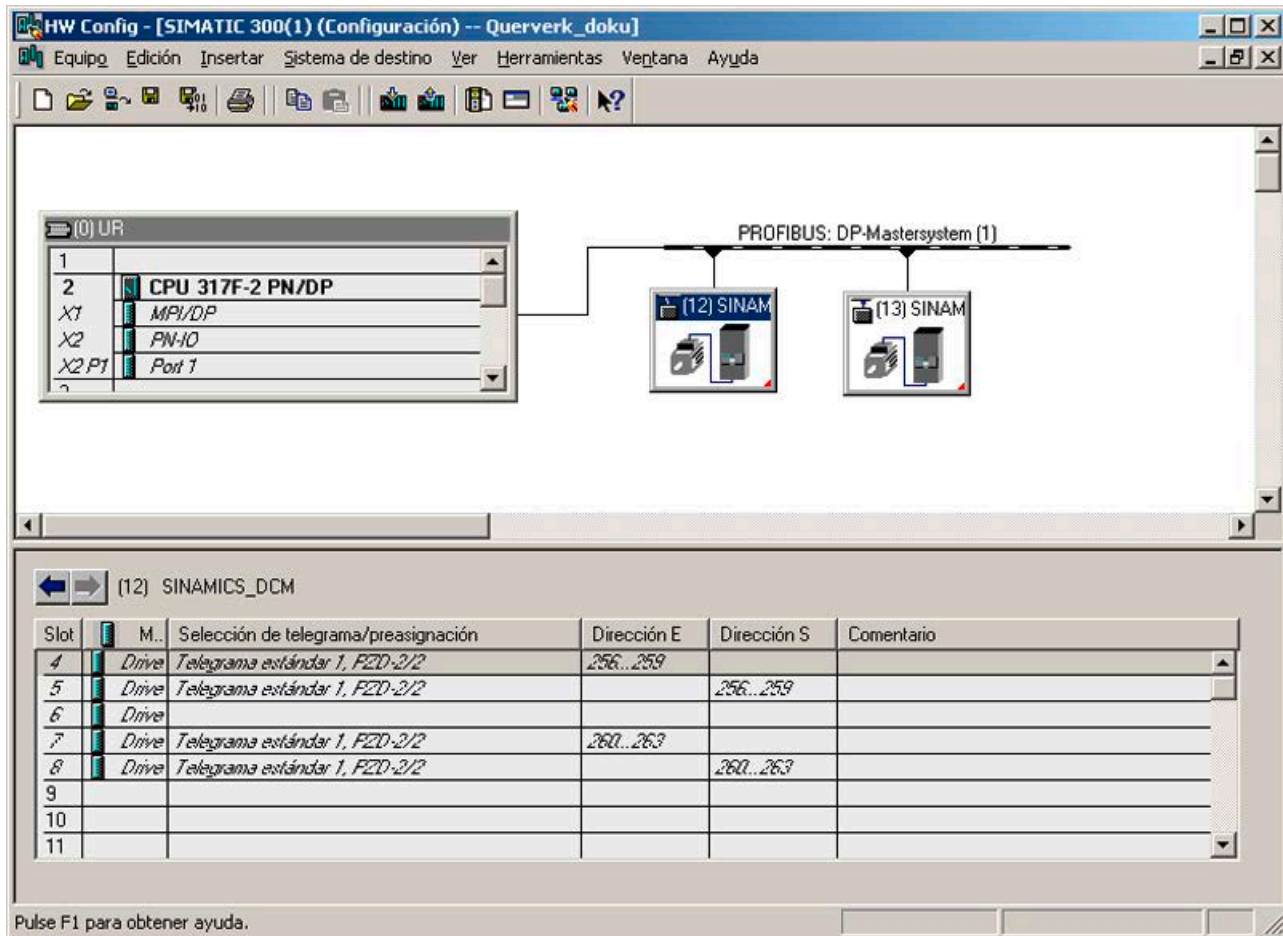 HW Config - [SIMATIC 300(1) (Configuración) -- Querverk_doku]
Equipo Edición Insertar Sistema de destino Ver Herramientas Ventana Ayuda
(0) UR
1
2 CPU 317F-2 PN/DP
X1 MPI/DP
X2 PN-IO
X2 P1 Port 1
PROFIBUS: DP-Mastersystem (1)
(12) SINAM
(13) SINAM
(12) SINAMICS_DCM
Slot M.. Selección de telegrama/preasignación Dirección E Dirección S Comentario
4 Drive Telegrama estándar 1, PZD-2/2 256...259
5 Drive Telegrama estándar 1, PZD-2/2 256...259
6 Drive
7 Drive Telegrama estándar 1, PZD-2/2 260...263
8 Drive Telegrama estándar 1, PZD-2/2 260...263
9
10
11
Pulse F1 para obtener ayuda.